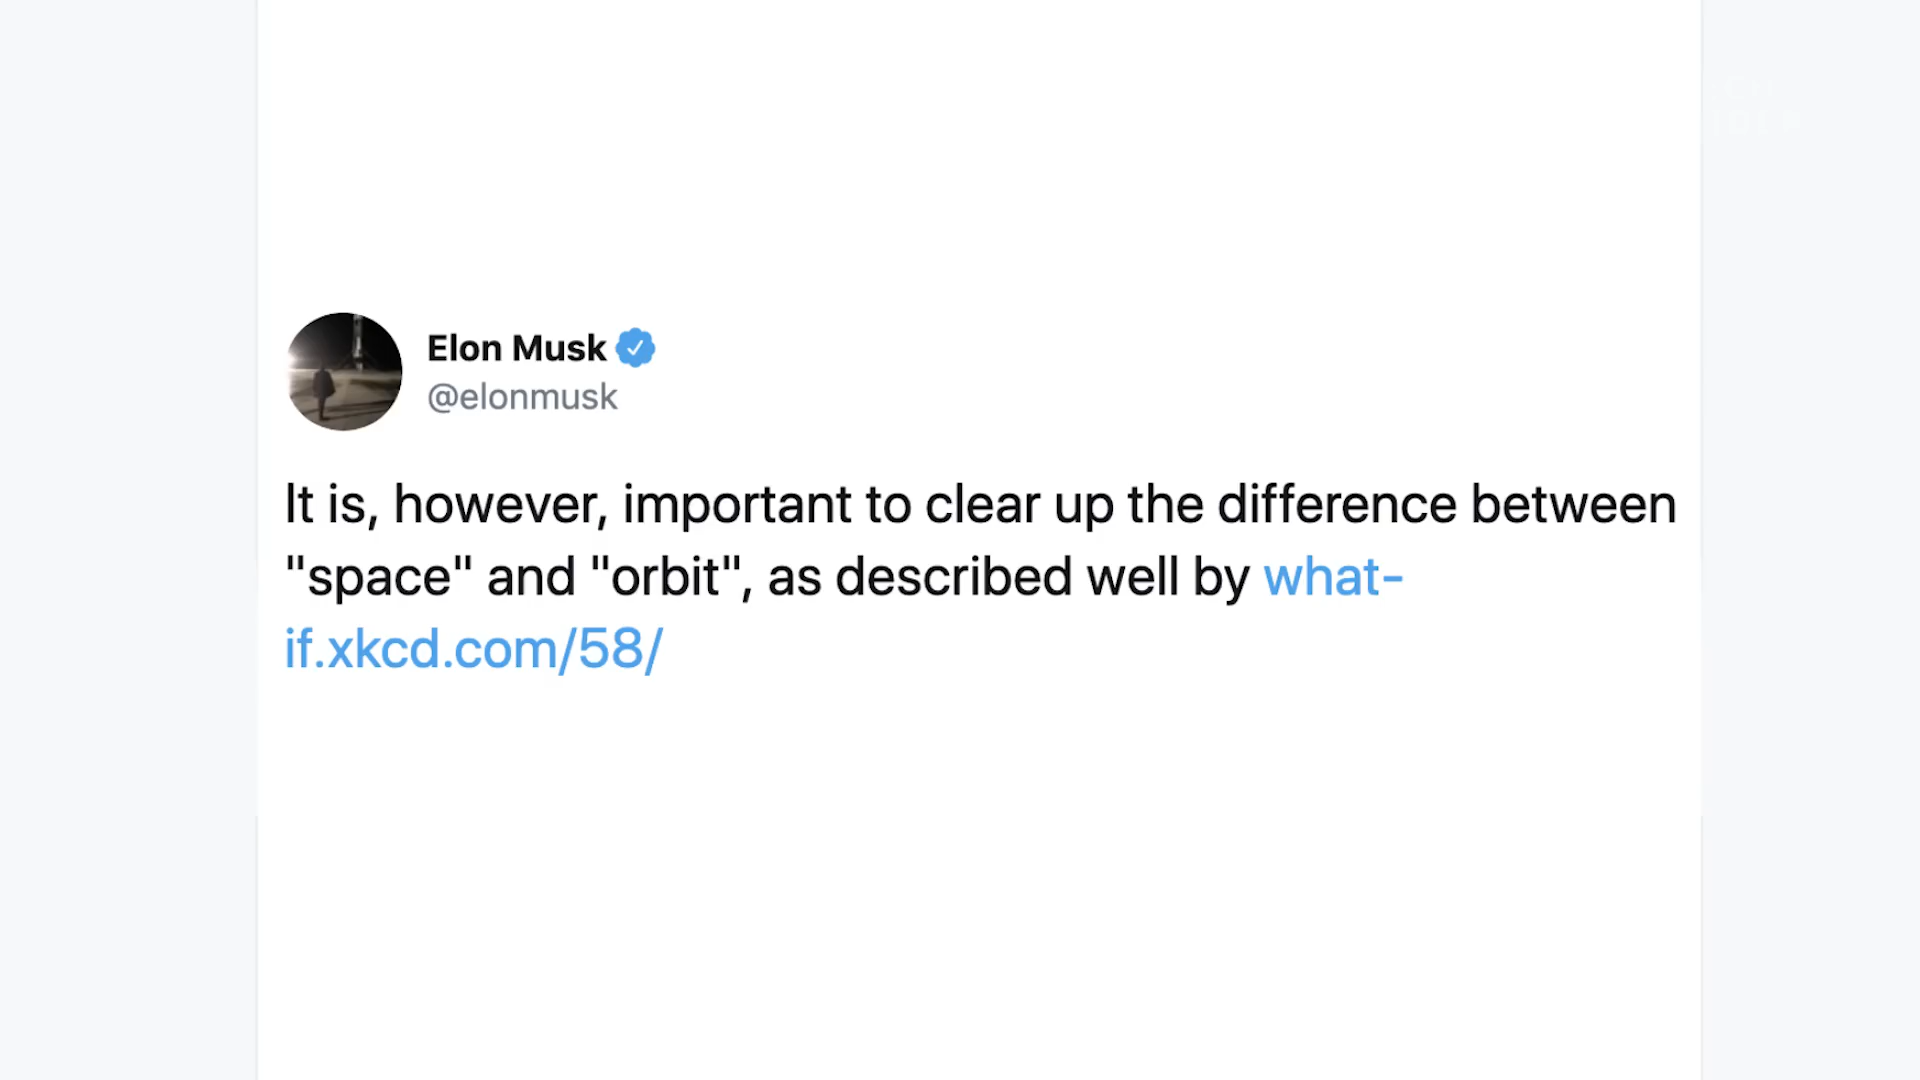 Elon Musk
@elonmusk
It is, however, important to clear up the difference between
"space" and "orbit", as described well by what-
if.xkcd.com/58/